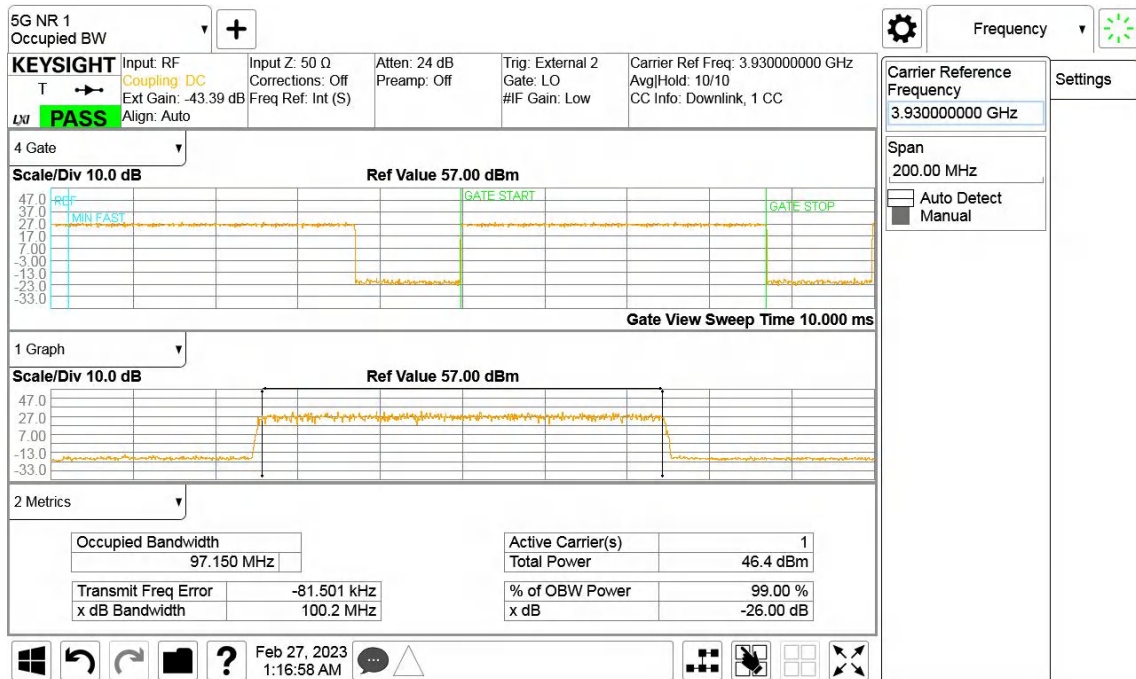 5G NR 1
Occupied BW
Frequency
KEYSIGHT
LXI
T
PASS
Input: RF
Coupling: DC
Ext Gain: -43.39 dB
Align: Auto
Input Z: 50 Ω
Corrections: Off
Freq Ref: Int (S)
Atten: 24 dB
Preamp: Off
Trig: External 2
Gate: LO
#IF Gain: Low
Carrier Ref Freq: 3.930000000 GHz
Avg|Hold: 10/10
CC Info: Downlink, 1 CC
Carrier Reference
Frequency
3.930000000 GHz
Settings
Span
200.00 MHz
Auto Detect
Manual
4 Gate
Scale/Div 10.0 dB
Ref Value 57.00 dBm
47.0
37.0
27.0
17.0
7.00
-3.00
-13.0
-23.0
-33.0
REF
MIN FAST
GATE START
GATE STOP
Gate View Sweep Time 10.000 ms
1 Graph
Scale/Div 10.0 dB
Ref Value 57.00 dBm
47.0
27.0
7.00
-13.0
-33.0
2 Metrics
Occupied Bandwidth
97.150 MHz
Transmit Freq Error -81.501 kHz
x dB Bandwidth 100.2 MHz
Active Carrier(s) 1
Total Power 46.4 dBm
% of OBW Power 99.00 %
x dB -26.00 dB
Feb 27, 2023
1:16:58 AM